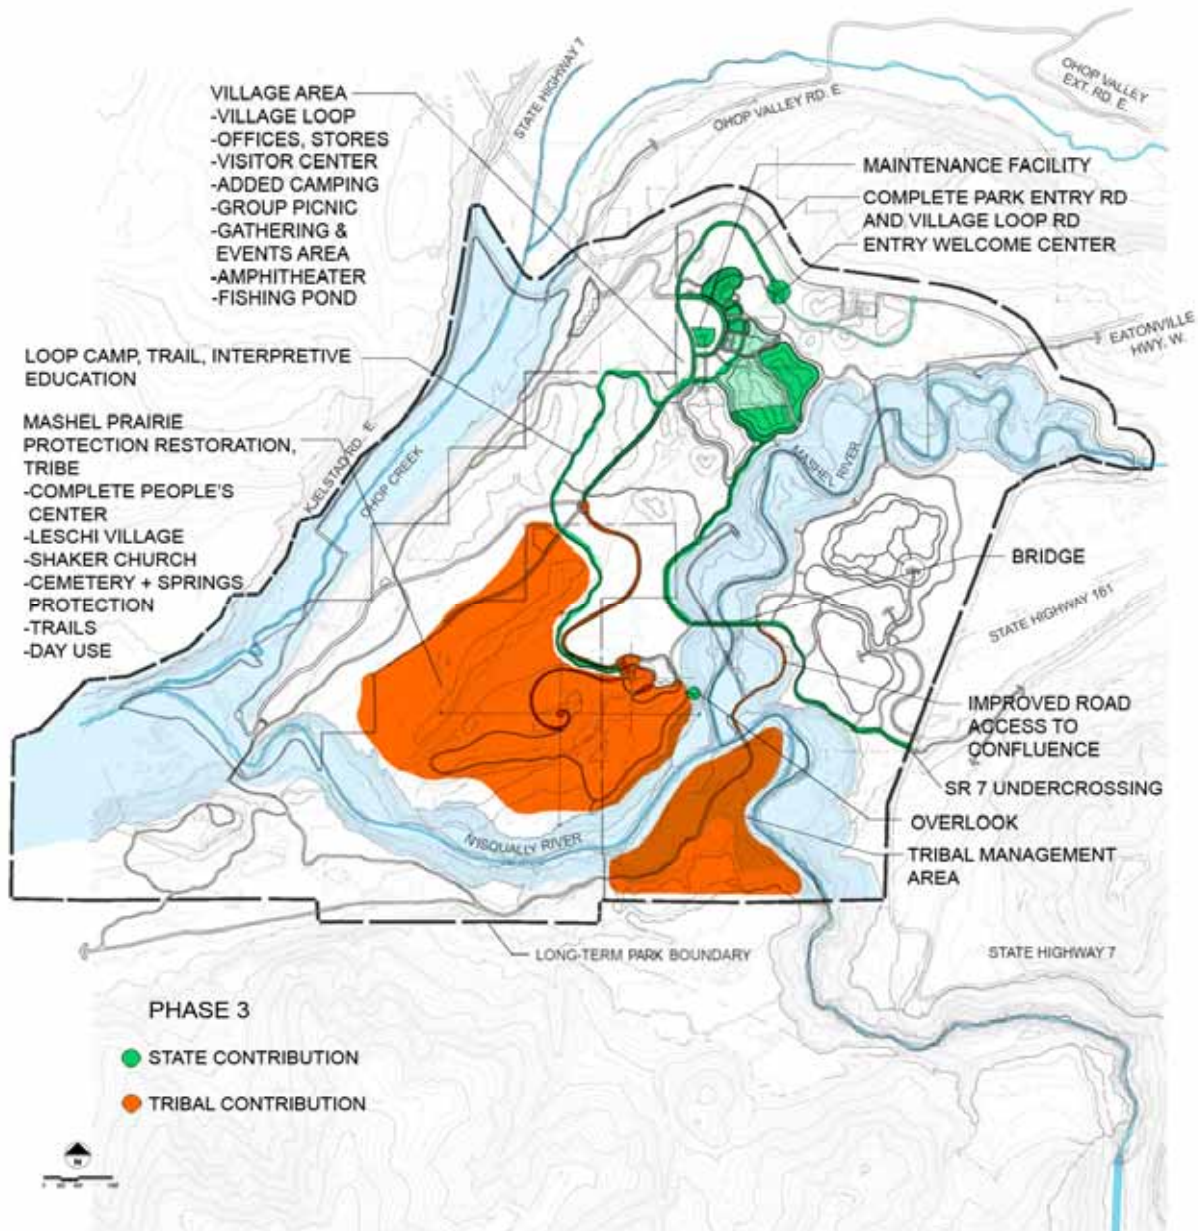 STATE HIGHWAY 7
OHOP VALLEY
EXT. RD. E.
OHOP VALLEY RD. E.
VILLAGE AREA
-VILLAGE LOOP
-OFFICES, STORES
-VISITOR CENTER
-ADDED CAMPING
-GROUP PICNIC
-GATHERING &
EVENTS AREA
-AMPHITHEATER
-FISHING POND
MAINTENANCE FACILITY
COMPLETE PARK ENTRY RD
AND VILLAGE LOOP RD
ENTRY WELCOME CENTER
EATONVILLE
HWY. W.
LOOP CAMP, TRAIL, INTERPRETIVE
EDUCATION
MASHEL PRAIRIE
PROTECTION RESTORATION,
TRIBE
-COMPLETE PEOPLE'S
CENTER
-LESCHI VILLAGE
-SHAKER CHURCH
-CEMETERY + SPRINGS
PROTECTION
-TRAILS
-DAY USE
KJELSTAD RD. E.
OHOP CREEK
MASHEL RIVER
BRIDGE
STATE HIGHWAY 161
IMPROVED ROAD
ACCESS TO
CONFLUENCE
SR 7 UNDERCROSSING
OVERLOOK
TRIBAL MANAGEMENT
AREA
NISQUALLY RIVER
LONG-TERM PARK BOUNDARY
STATE HIGHWAY 7
PHASE 3
STATE CONTRIBUTION
TRIBAL CONTRIBUTION
N